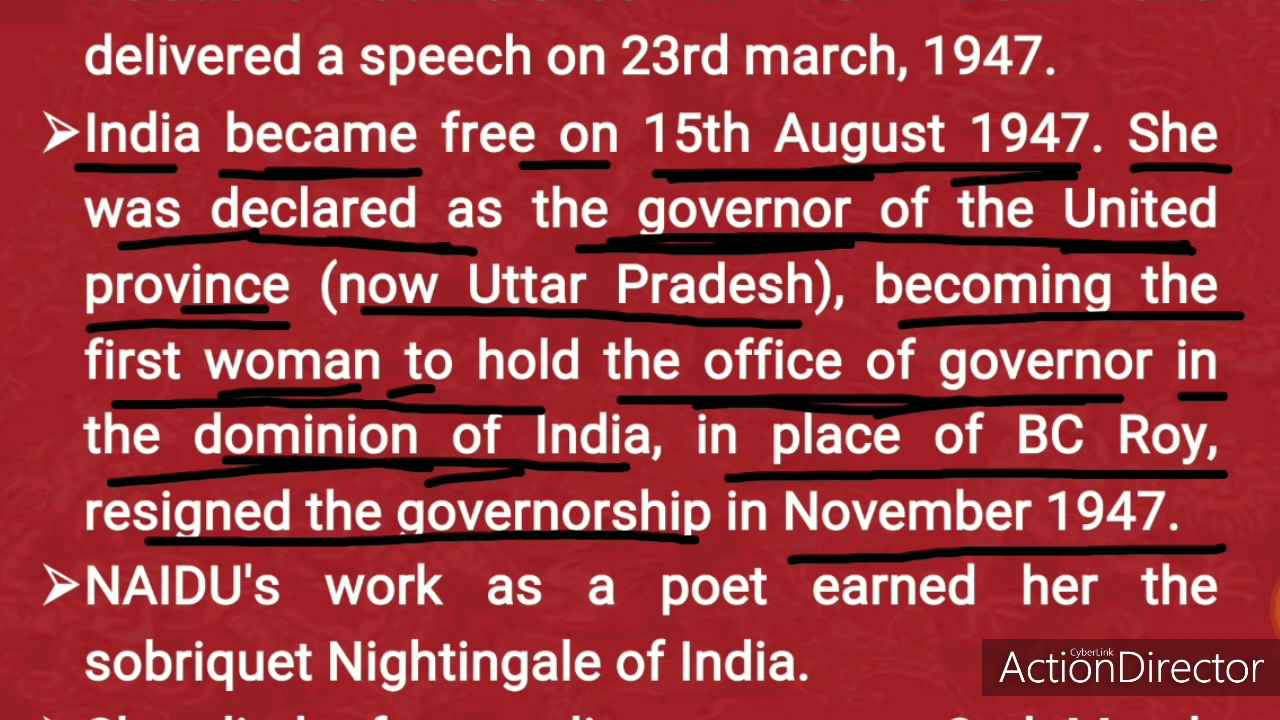 delivered a speech on 23rd march, 1947.
➢India became free on 15th August 1947. She
was declared as the governor of the United
province (now Uttar Pradesh), becoming the
first woman to hold the office of governor in
the dominion of India, in place of BC Roy,
resigned the governorship in November 1947.
➢NAIDU's work as a poet earned her the
sobriquet Nightingale of India.
CyberLink
ActionDirector